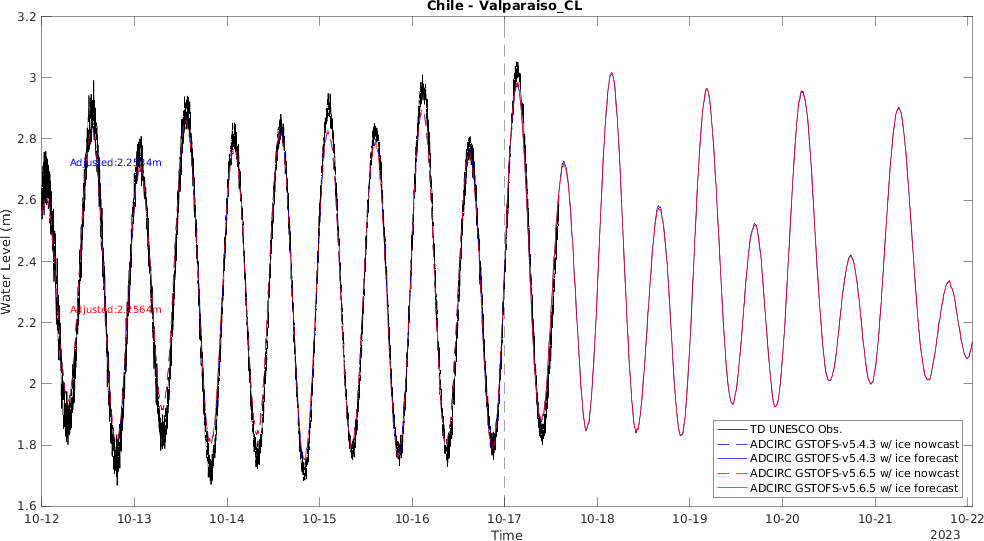 Chile - Valparaiso_CL
3.2
3
2.8
2.6
2.4
2.2
2
1.8
1.6
Water Level (m)
Adjusted:2.2534m
Adjusted:2.2564m
TD UNESCO Obs.
ADCIRC GSTOFS-v5.4.3 w/ ice nowcast
ADCIRC GSTOFS-v5.4.3 w/ ice forecast
ADCIRC GSTOFS-v5.6.5 w/ ice nowcast
ADCIRC GSTOFS-v5.6.5 w/ ice forecast
10-12 10-13 10-14 10-15 10-16 10-17 10-18 10-19 10-20 10-21 10-22
Time
2023